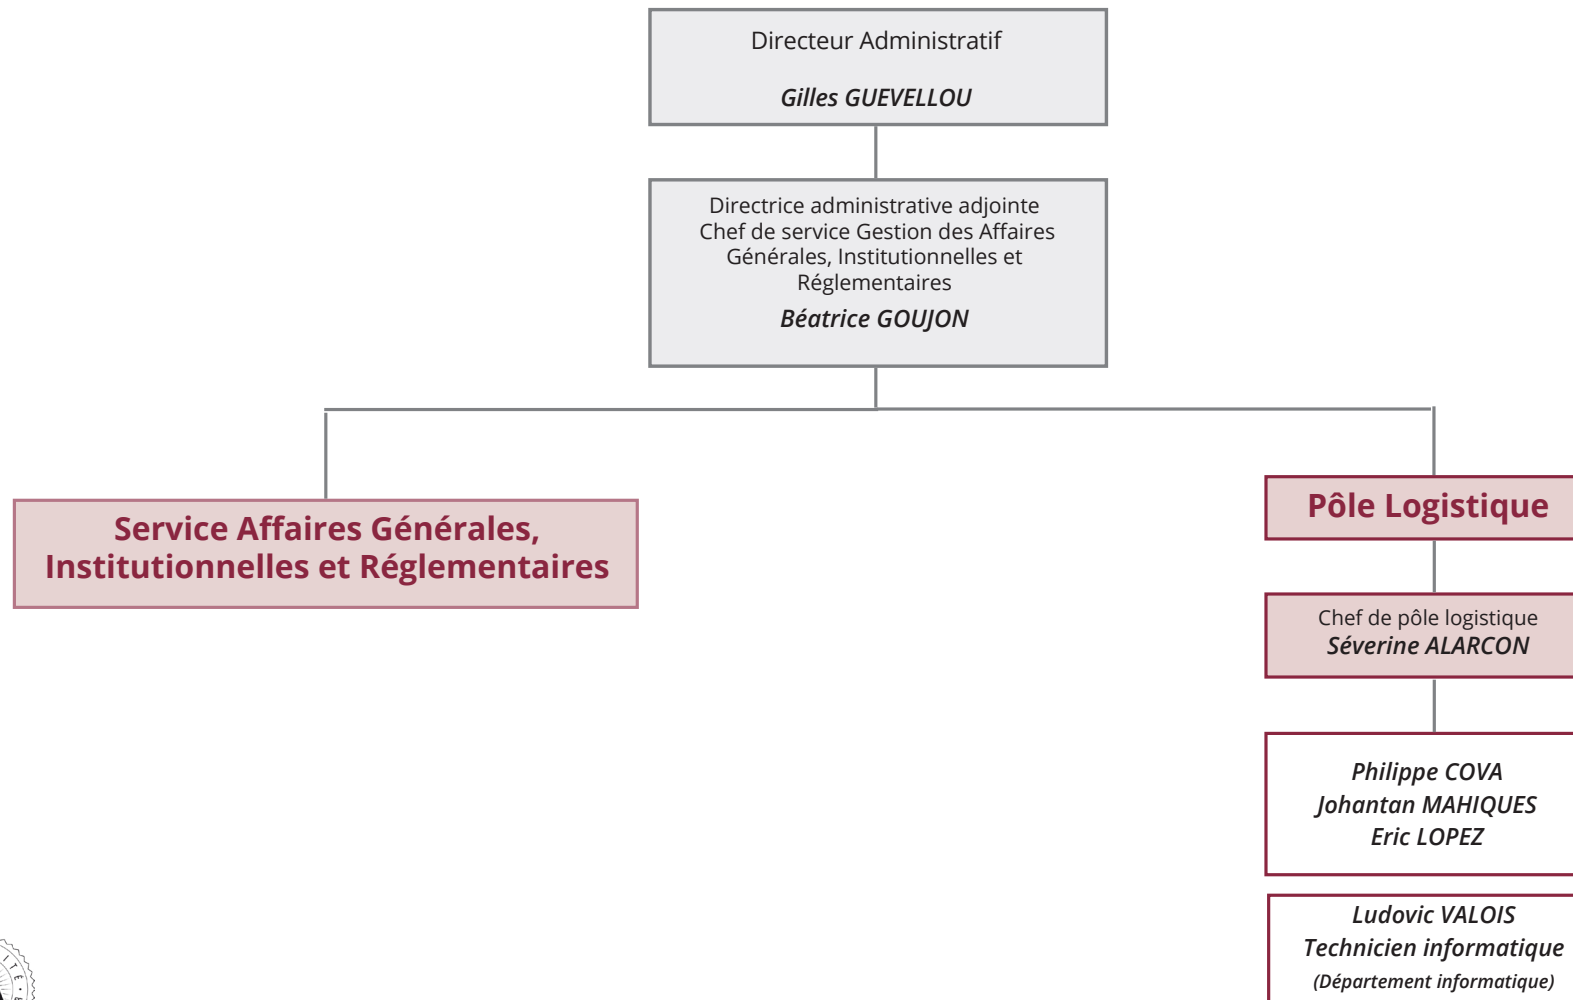 Directeur Administratif
Gilles GUEVELLOU
Directrice administrative adjointe
Chef de service Gestion des Affaires
Générales, Institutionnelles et
Réglementaires
Béatrice GOUJON
Service Affaires Générales,
Institutionnelles et Réglementaires
Pôle Logistique
Chef de pôle logistique
Séverine ALARCON
Philippe COVA
Johantan MAHIQUES
Eric LOPEZ
Ludovic VALOIS
Technicien informatique
(Département informatique)